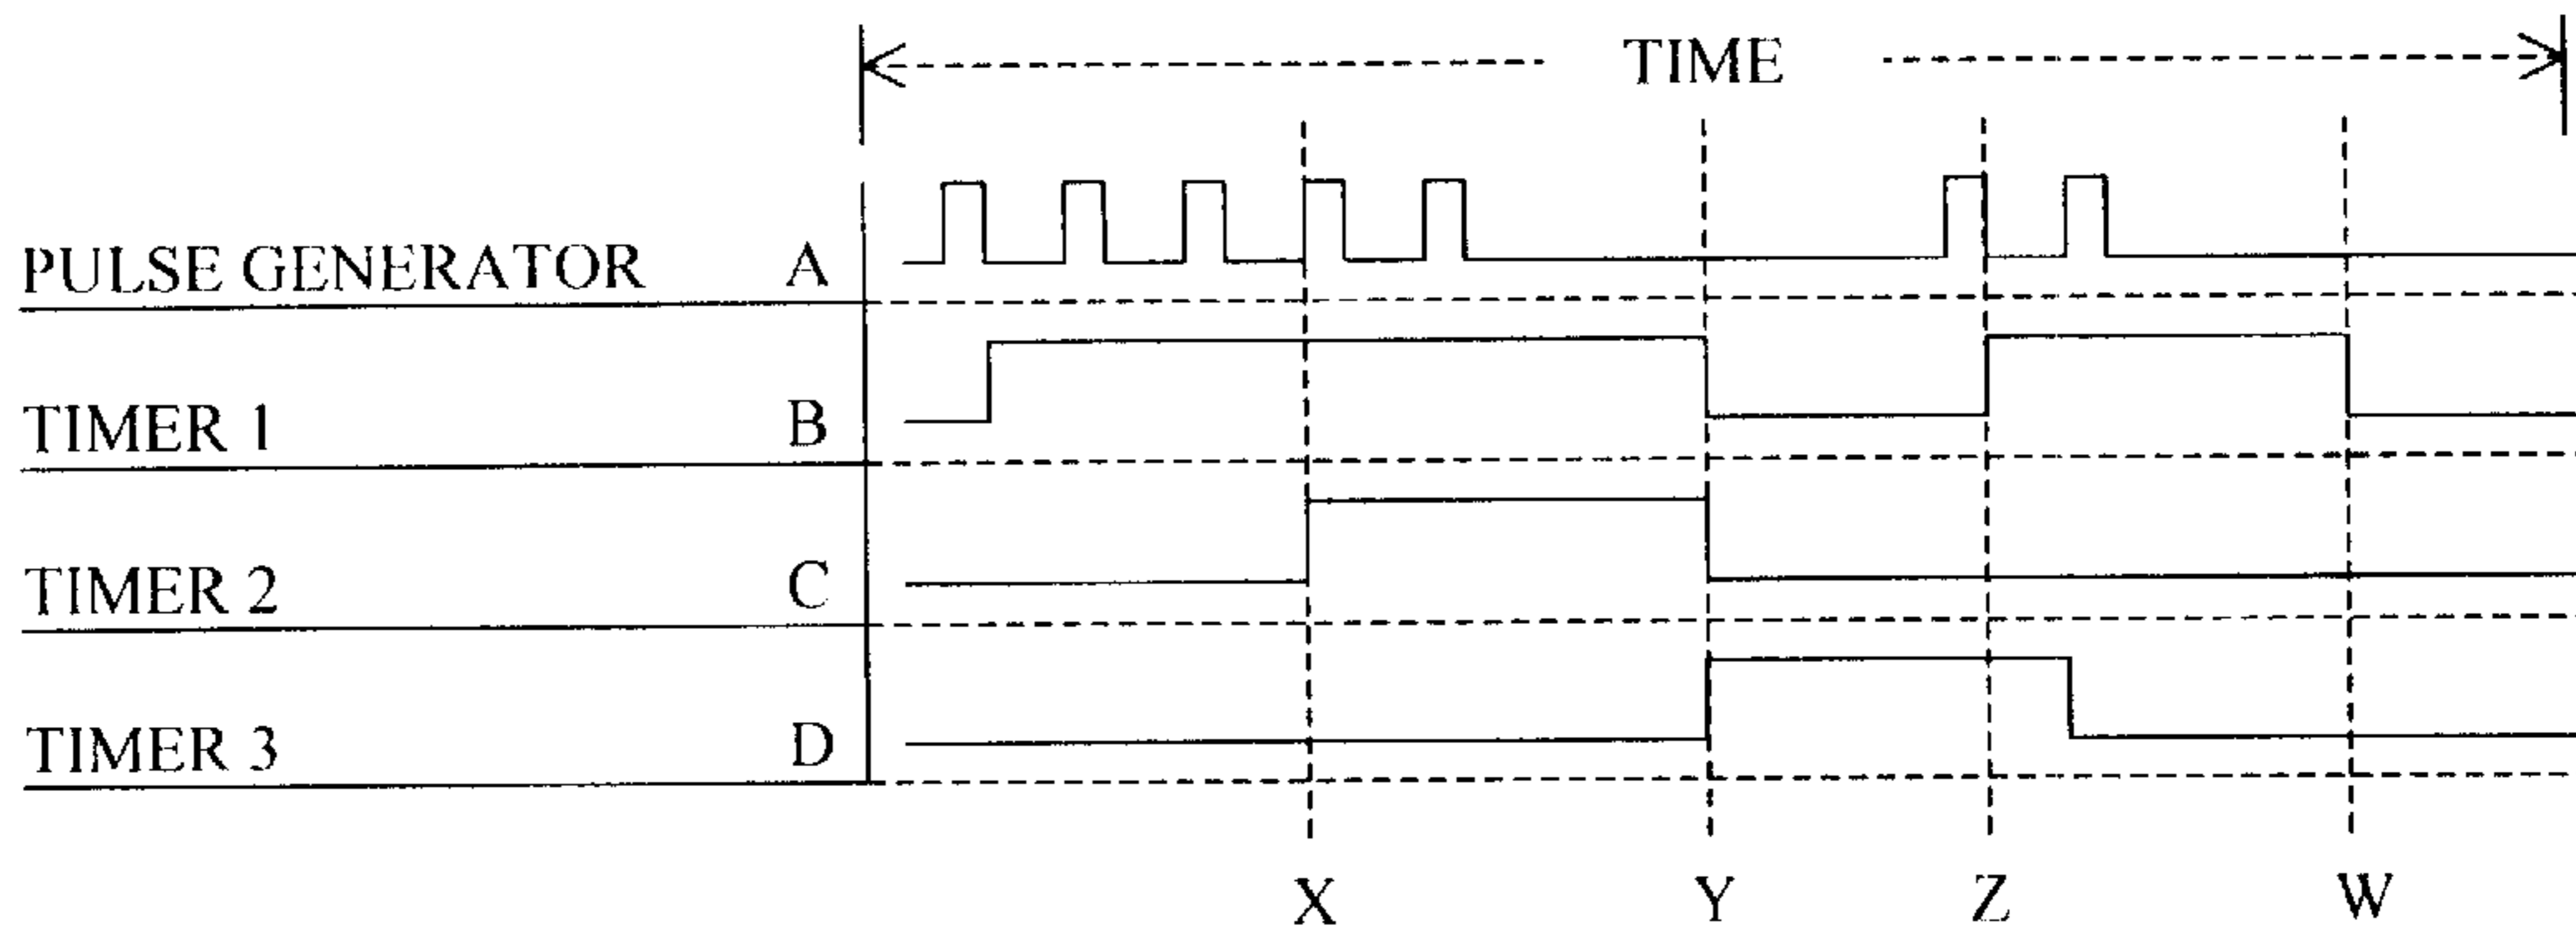 TIME
PULSE GENERATOR A
TIMER 1 B
TIMER 2 C
TIMER 3 D
X Y Z W